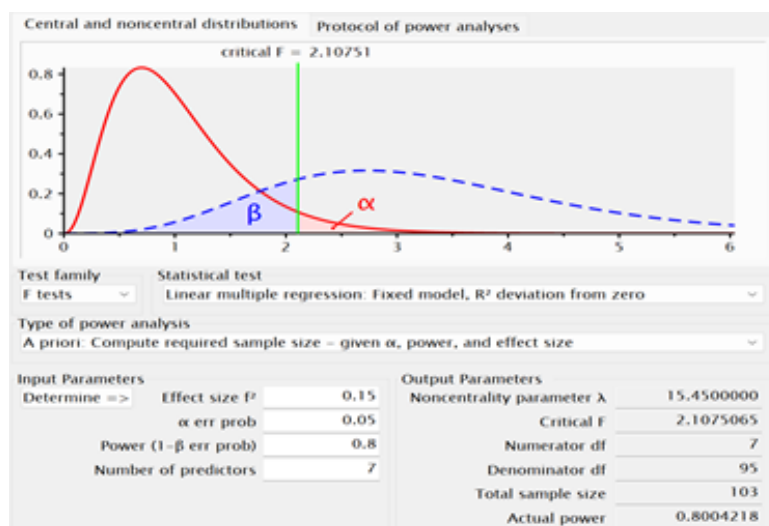 Central and noncentral distributions Protocol of power analyses
critical F = 2.10751
0.8
0.6
0.4
0.2
0
β
α
0 1 2 3 4 5 6
Test family Statistical test
F tests Linear multiple regression: Fixed model, R² deviation from zero
Type of power analysis
A priori: Compute required sample size – given α, power, and effect size
Input Parameters Output Parameters
Determine => Effect size f² 0.15 Noncentrality parameter λ 15.4500000
α err prob 0.05 Critical F 2.1075065
Power (1-β err prob) 0.8 Numerator df 7
Number of predictors 7 Denominator df 95
Total sample size 103
Actual power 0.8004218